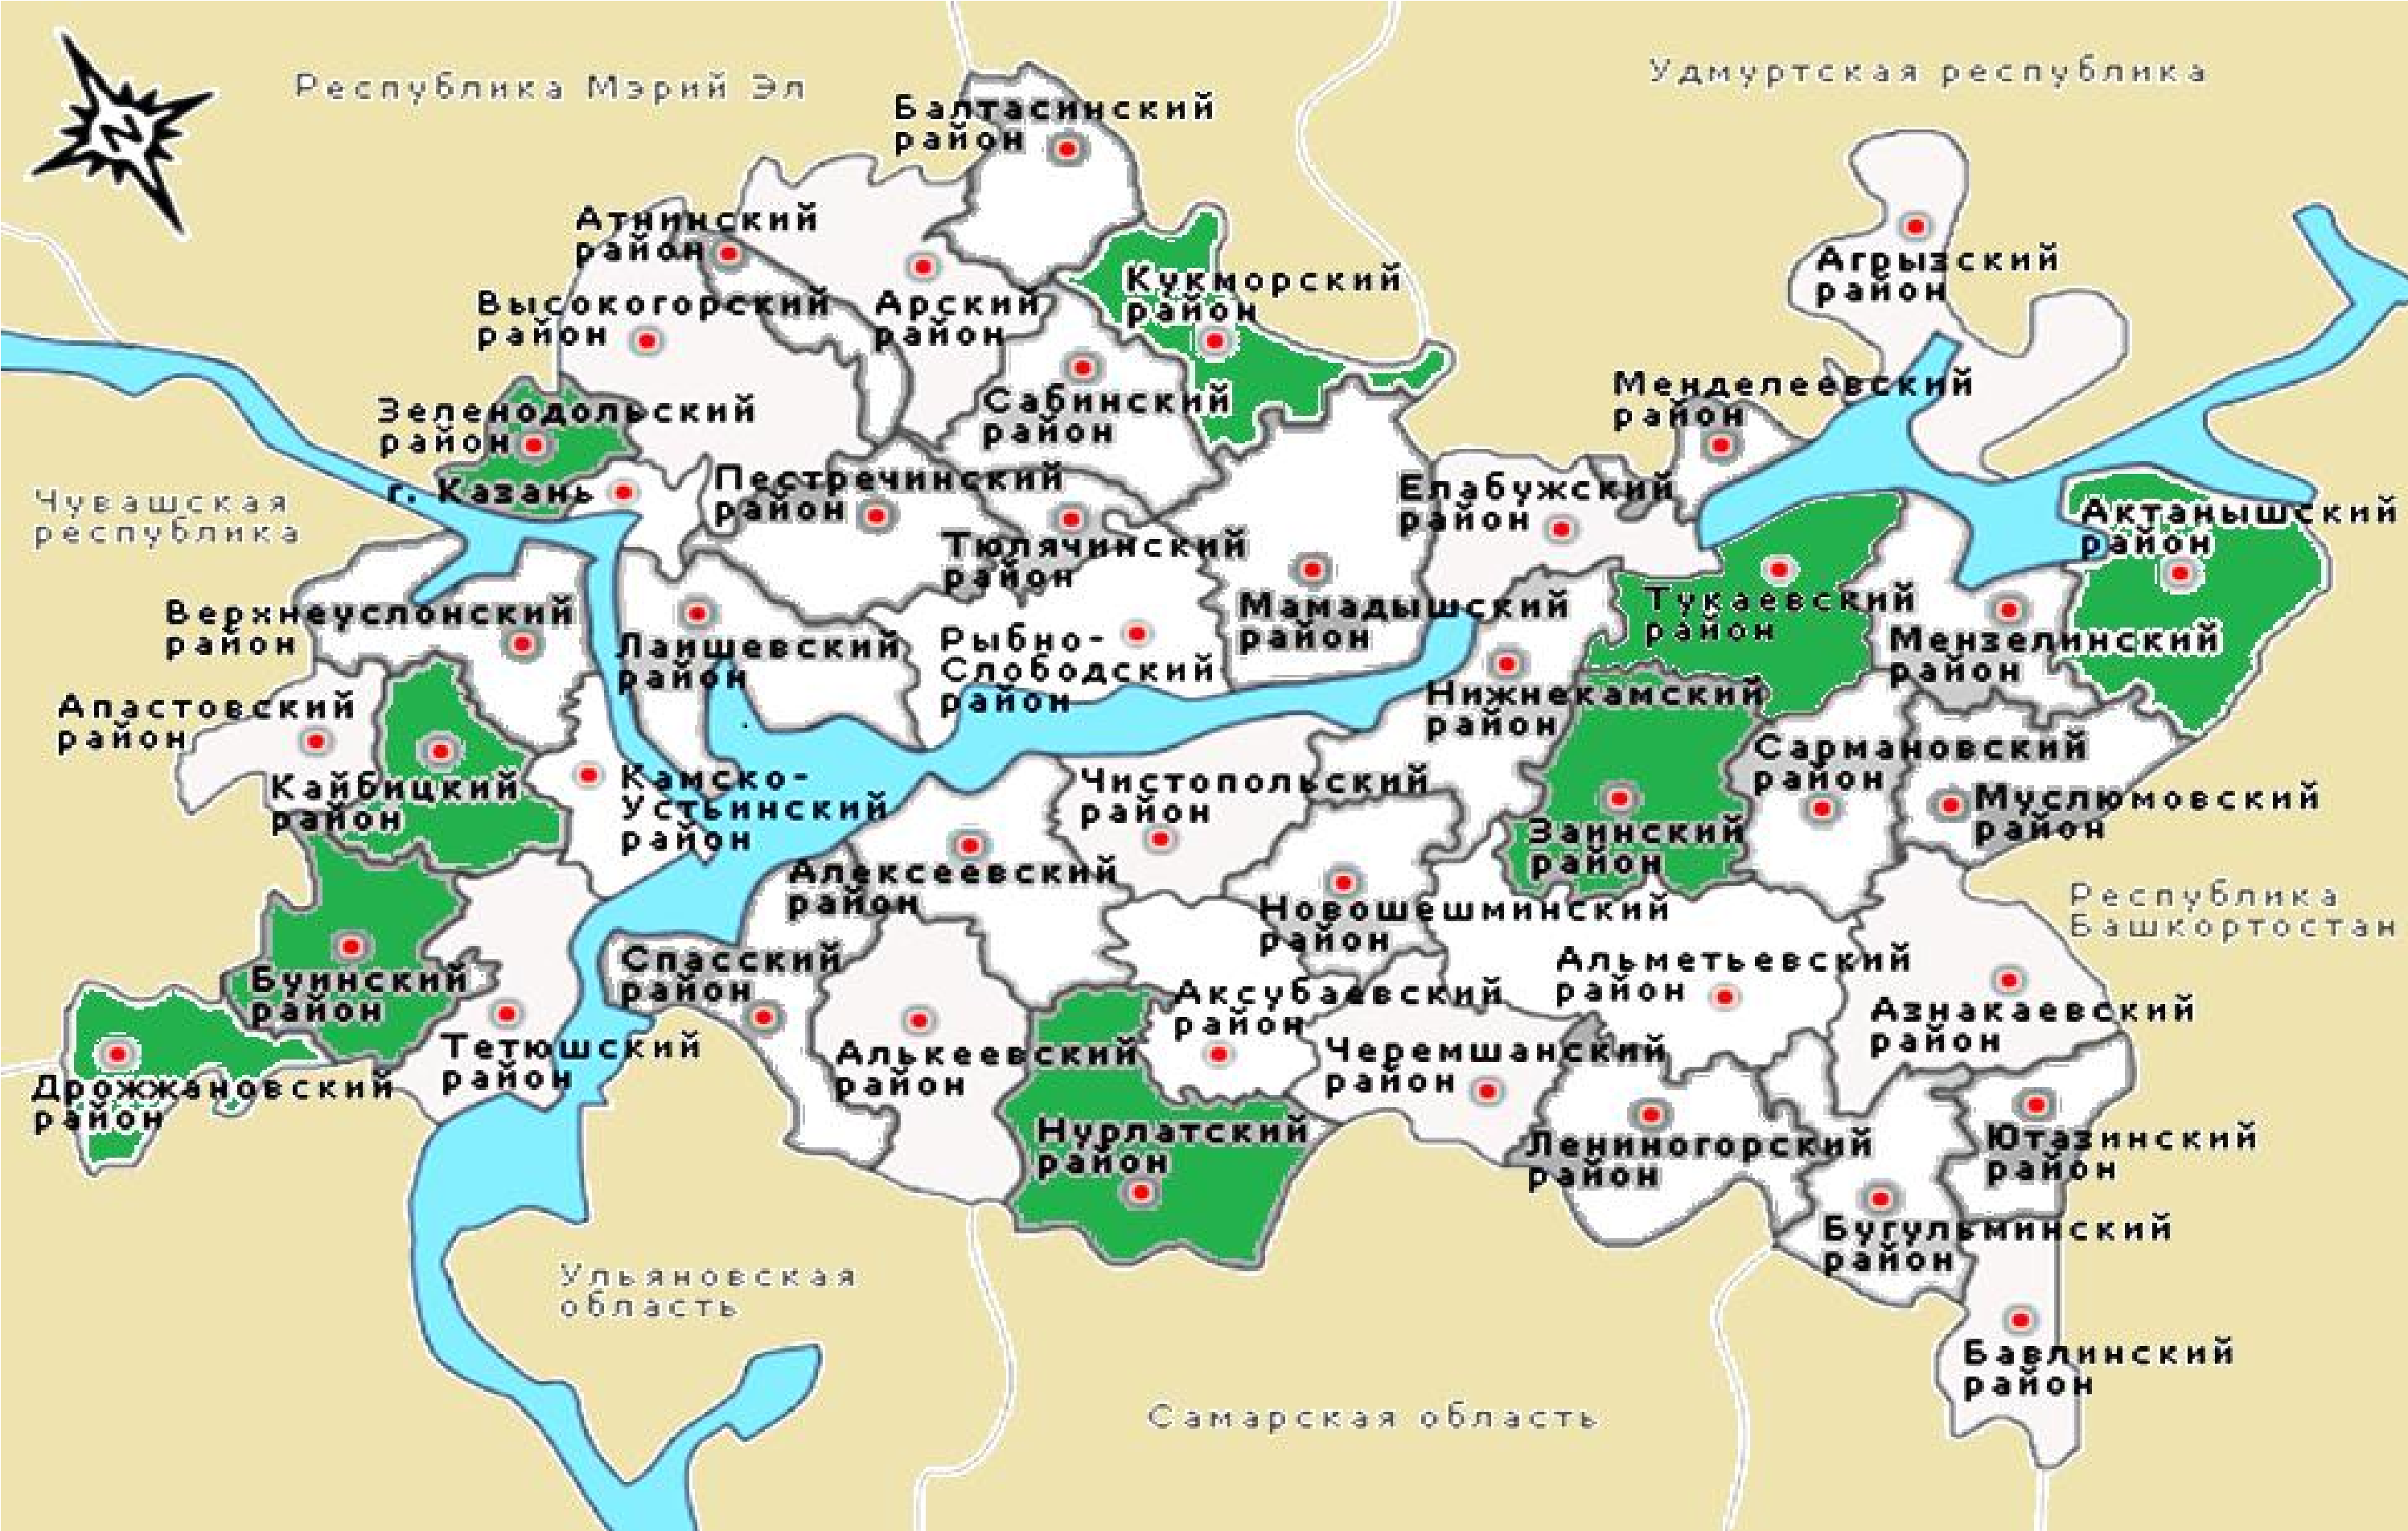 N
Республика Мэрий Эл
Удмуртская республика
Балтасинский
район
Атнинский
район
Агрызский
район
Кукморский
район
Высокогорский
район
Арский
район
Менделеевский
район
Зеленодольский
район
Сабинский
район
г. Казань
Пестречинский
район
Елабужский
район
Чувашская
республика
Актанышский
район
Тюлячинский
район
Верхнеуслонский
район
Лаишевский
район
Рыбно-
Слободский
район
Мамадышский
район
Тукаевский
район
Мензелинский
район
Апастовский
район
Нижнекамский
район
Кайбицкий
район
Камско-
Устьинский
район
Чистопольский
район
Сармановский
район
Муслюмовский
район
Заинский
район
Алексеевский
район
Новошешминский
район
Республика
Башкортостан
Буинский
район
Спасский
район
Аксубаевский
район
Альметьевский
район
Азнакаевский
район
Тетюшский
район
Алькеевский
район
Черемшанский
район
Дрожжановский
район
Нурлатский
район
Лениногорский
район
Ютазинский
район
Бугульминский
район
Ульяновская
область
Бавлинский
район
Самарская область